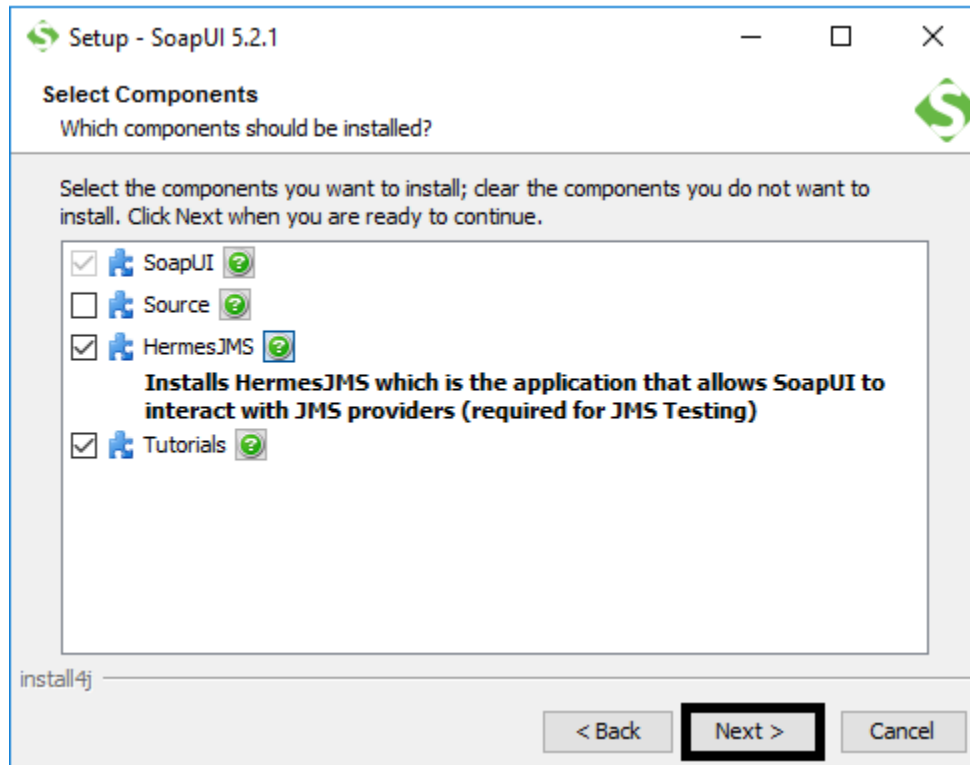 Setup - SoapUI 5.2.1
Select Components
Which components should be installed?
Select the components you want to install; clear the components you do not want to
install. Click Next when you are ready to continue.
SoapUI
Source
HermesJMS
Installs HermesJMS which is the application that allows SoapUI to
interact with JMS providers (required for JMS Testing)
Tutorials
install4j
< Back Next > Cancel